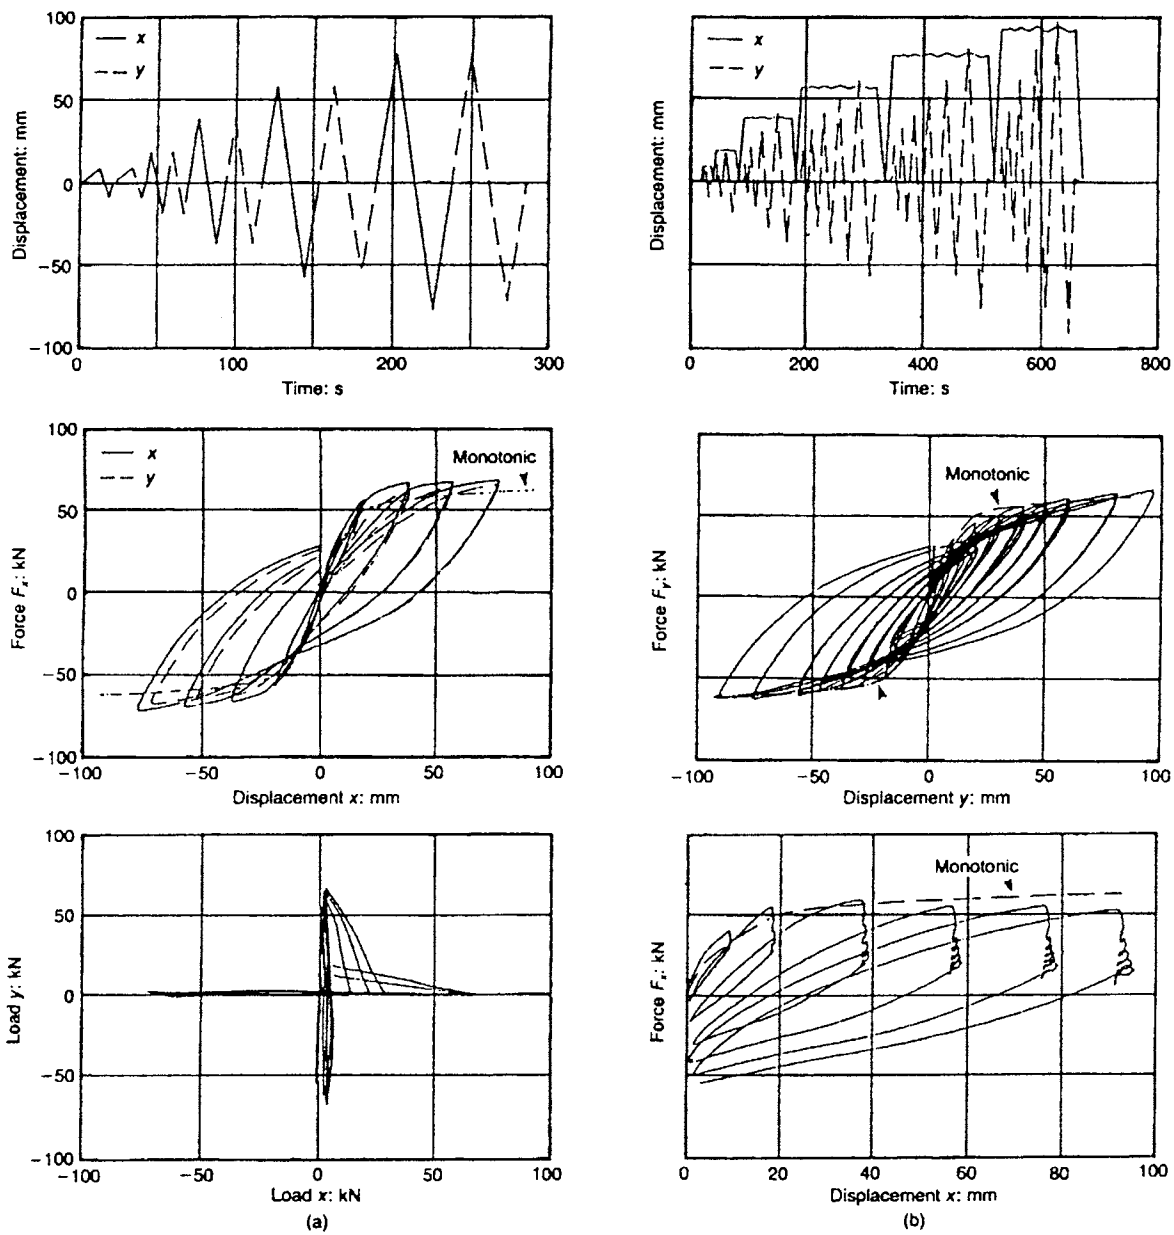 100
50
0
−50
−100
Displacement: mm
x
y
0
100
200
300
Time: s
Displacement: mm
x
y
0
200
400
600
800
Time: s
100
50
0
−50
−100
Force Fx: kN
x
y
Monotonic
−100
−50
0
50
100
Displacement x: mm
Force Fy: kN
Monotonic
−100
−50
0
50
100
Displacement y: mm
100
50
0
−50
−100
Load y: kN
−100
−50
0
50
100
Load x: kN
(a)
Force Fx: kN
Monotonic
0
20
40
60
80
100
Displacement x: mm
(b)